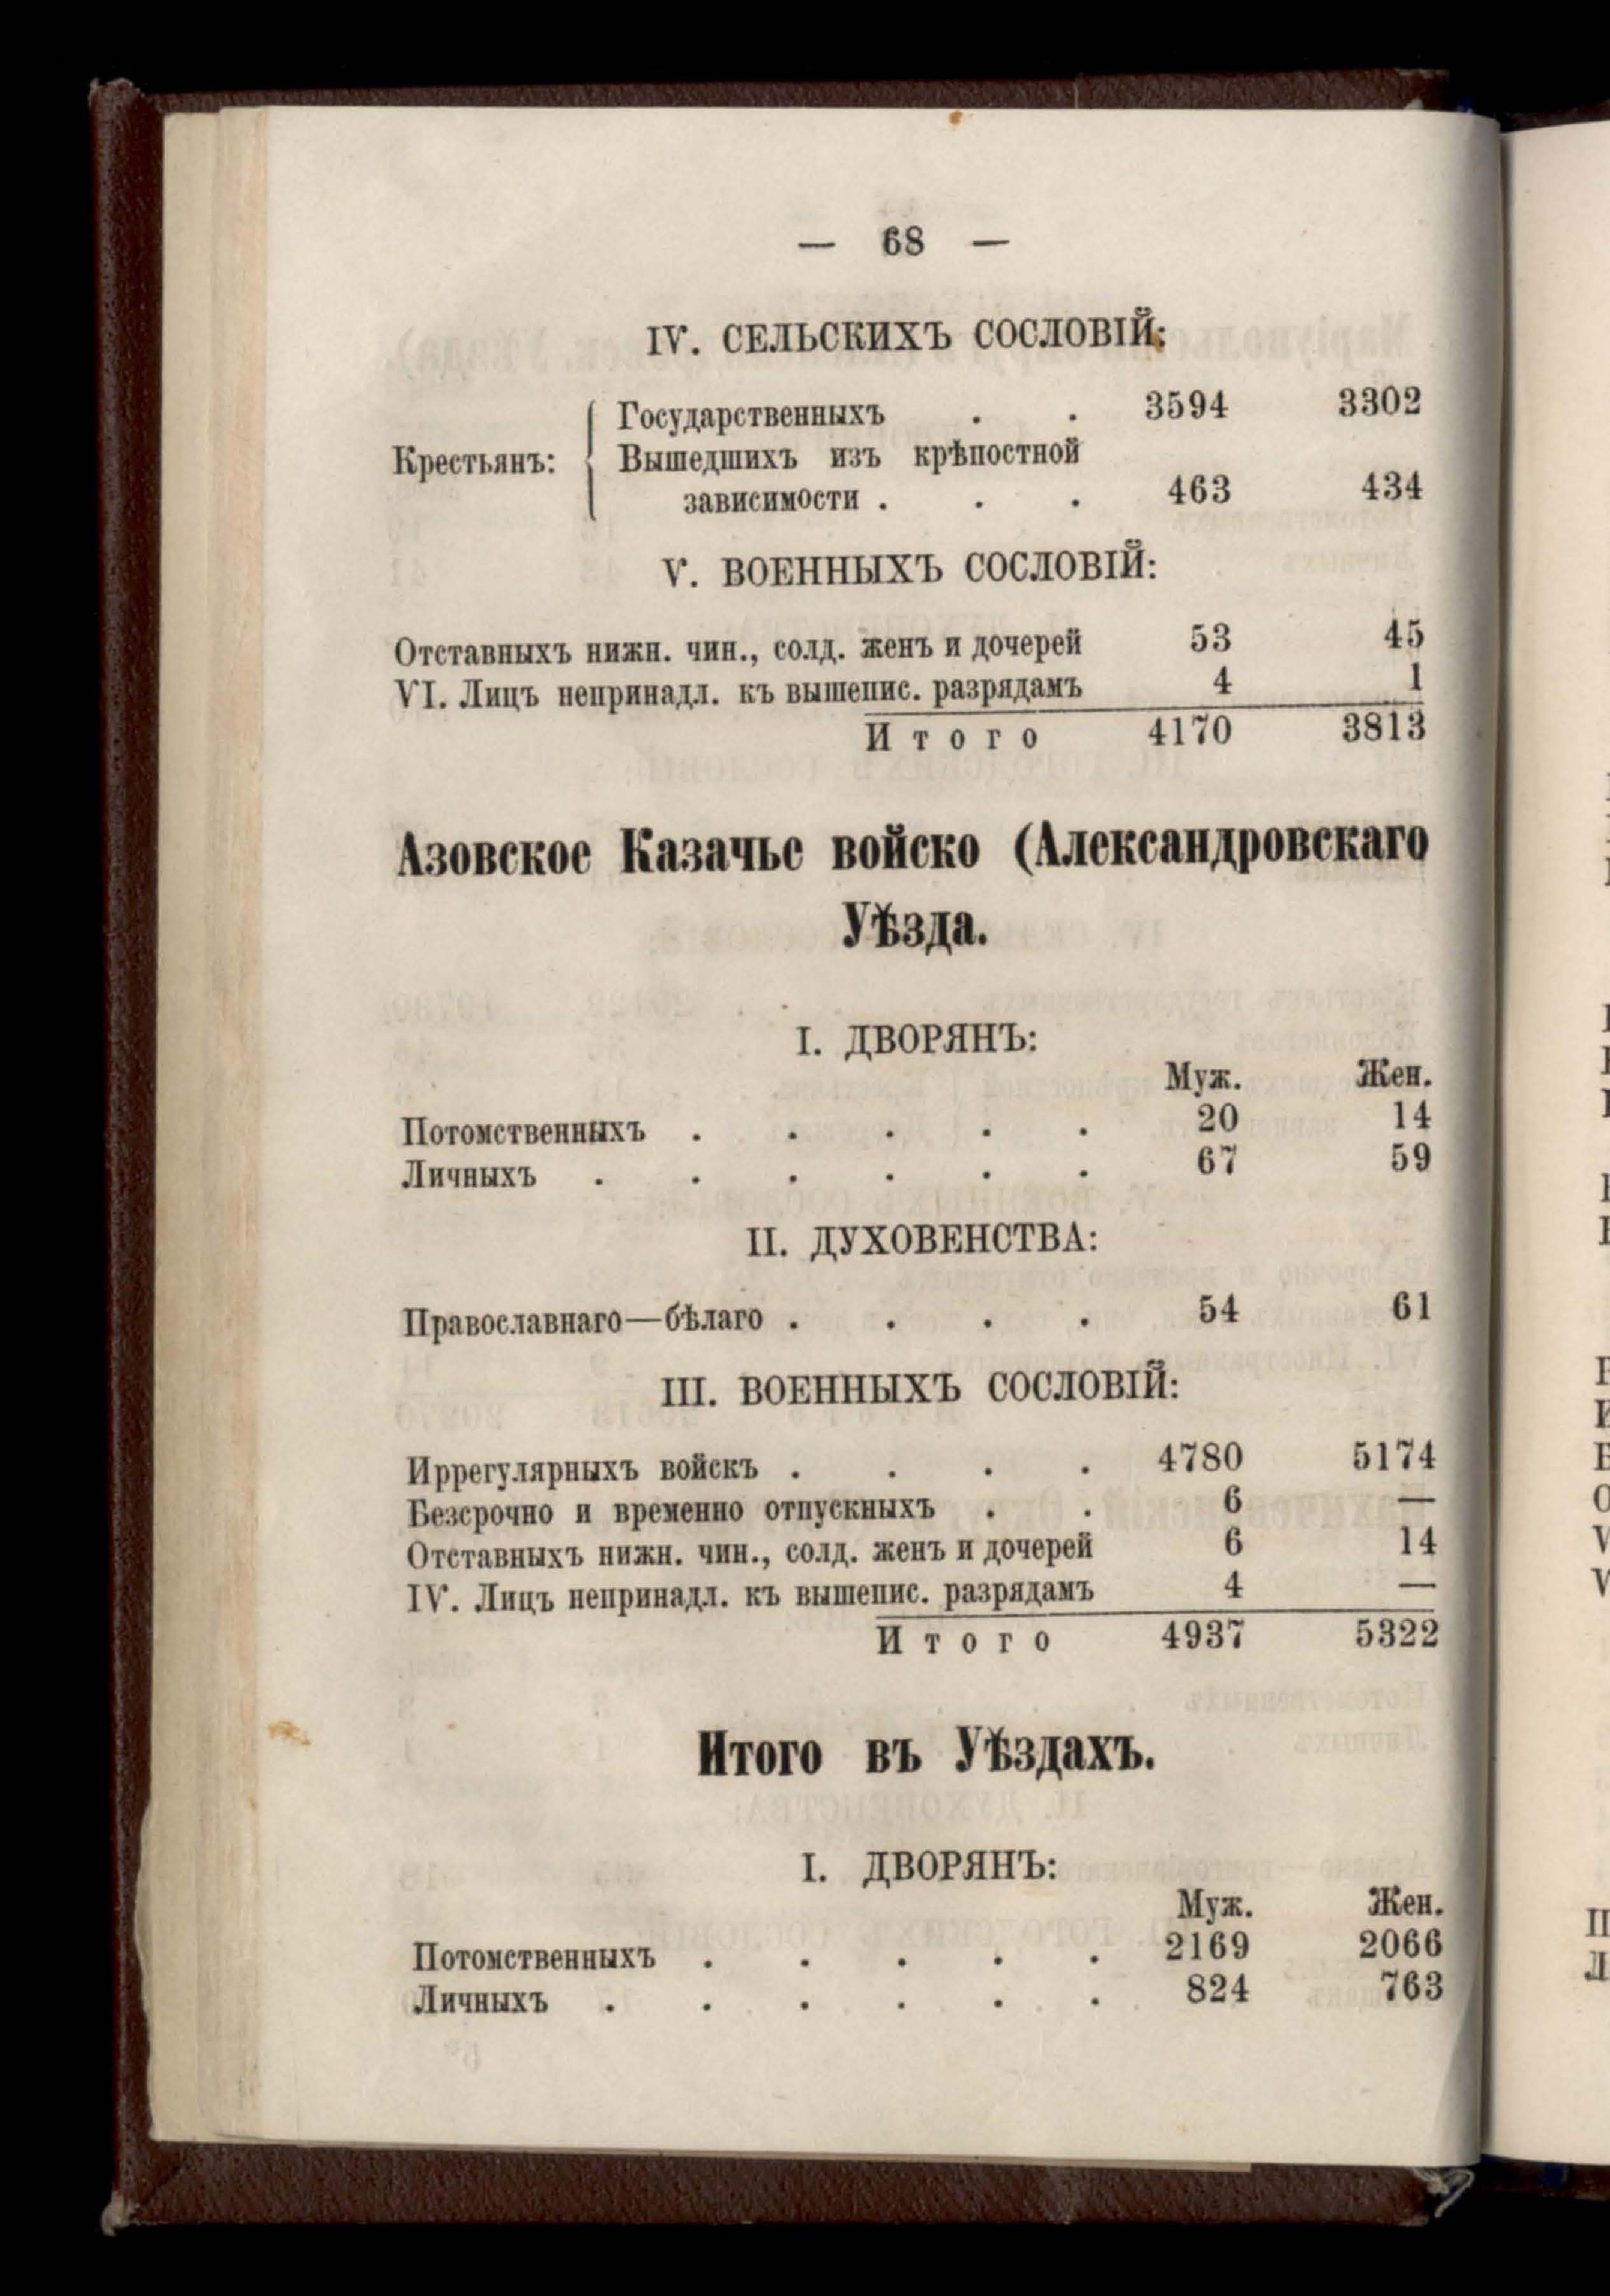 — 68 —
IV. СЕЛЬСКИХЪ СОСЛОВІЙ:
Государственныхъ . . 3594 3302
Крестьянъ: Вышедшихъ изъ крѣпостной
зависимости . . . 463 434
V. ВОЕННЫХЪ СОСЛОВІЙ:
Отставныхъ нижн. чин., солд. женъ и дочерей 53 45
VI. Лицъ непринадл. къ вышепис. разрядамъ 4 1
Итого 4170 3813
Азовское Казачье войско (Александровскаго
Уѣзда.
I. ДВОРЯНЪ:
Муж. Жен.
Потомственныхъ . . . . . 20 14
Личныхъ . . . . . . 67 59
II. ДУХОВЕНСТВА:
Православнаго—бѣлаго . . . . 54 61
III. ВОЕННЫХЪ СОСЛОВІЙ:
Иррегулярныхъ войскъ . . . . 4780 5174
Безсрочно и временно отпускныхъ . . 6 —
Отставныхъ нижн. чин., солд. женъ и дочерей 6 14
IV. Лицъ непринадл. къ вышепис. разрядамъ 4 —
Итого 4937 5322
Итого въ Уѣздахъ.
I. ДВОРЯНЪ:
Муж. Жен.
Потомственныхъ . . . . . 2169 2066
Личныхъ . . . . . . 824 763